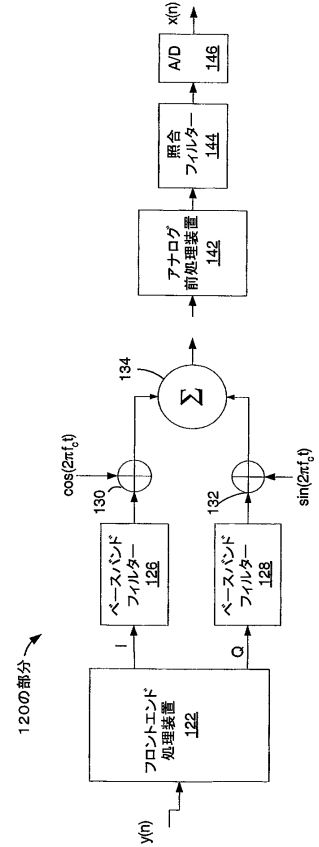 120の部分
y(n)
フロントエンド
処理装置
122
I
Q
ベースバンド
フィルター
126
ベースバンド
フィルター
128
cos(2πfct)
130
132
sin(2πfct)
134
Σ
アナログ
前処理装置
142
照合
フィルター
144
A/D
146
x(n)